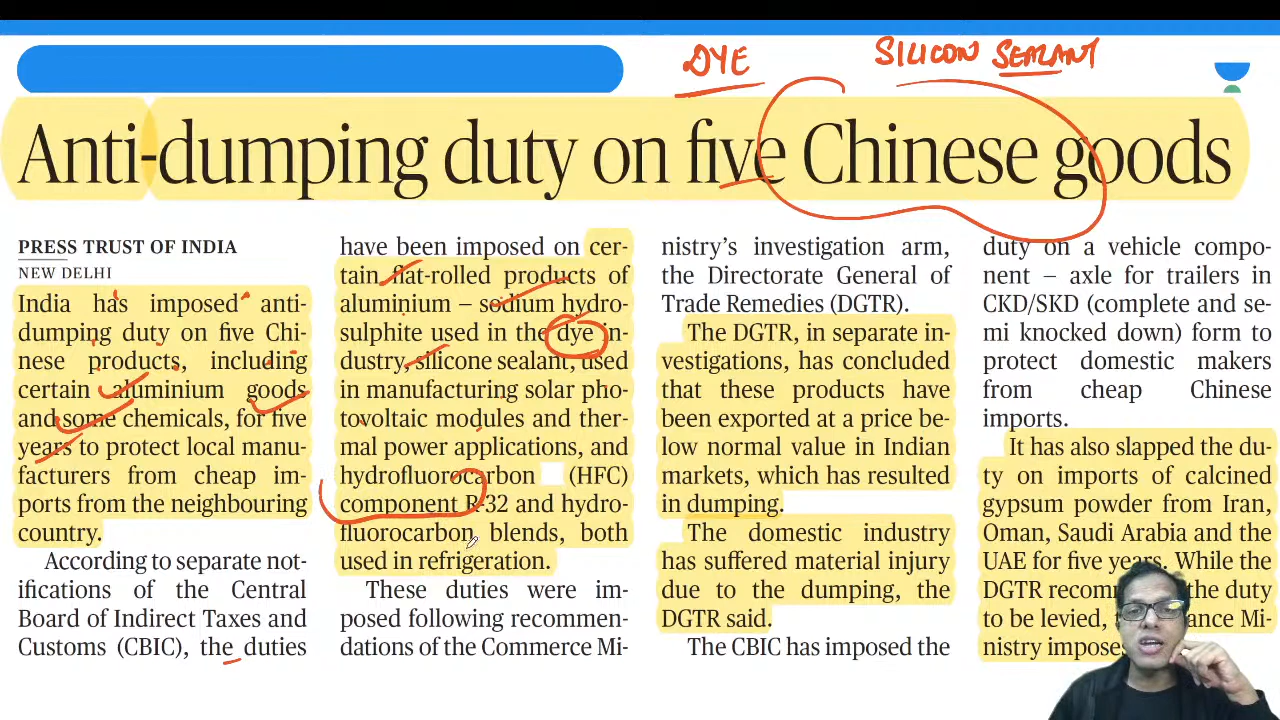 DYE
SILICON SEALANT
Anti-dumping duty on five Chinese goods
PRESS TRUST OF INDIA
NEW DELHI
India has imposed anti-
dumping duty on five Chi-
nese products, including
certain aluminium goods
and some chemicals, for five
years to protect local manu-
facturers from cheap im-
ports from the neighbouring
country.
According to separate not-
ifications of the Central
Board of Indirect Taxes and
Customs (CBIC), the duties
have been imposed on cer-
tain flat-rolled products of
aluminium – sodium hydro-
sulphite used in the dye in-
dustry, silicone sealant, used
in manufacturing solar pho-
tovoltaic modules and ther-
mal power applications, and
hydrofluorocarbon (HFC)
component R-32 and hydro-
fluorocarbon blends, both
used in refrigeration.
These duties were im-
posed following recommen-
dations of the Commerce Mi-
nistry's investigation arm,
the Directorate General of
Trade Remedies (DGTR).
The DGTR, in separate in-
vestigations, has concluded
that these products have
been exported at a price be-
low normal value in Indian
markets, which has resulted
in dumping.
The domestic industry
has suffered material injury
due to the dumping, the
DGTR said.
The CBIC has imposed the
duty on a vehicle compo-
nent – axle for trailers in
CKD/SKD (complete and se-
mi knocked down) form to
protect domestic makers
from cheap Chinese
imports.
It has also slapped the du-
ty on imports of calcined
gypsum powder from Iran,
Oman, Saudi Arabia and the
UAE for five years. While the
DGTR the duty
to be levied, Mi-
nistry